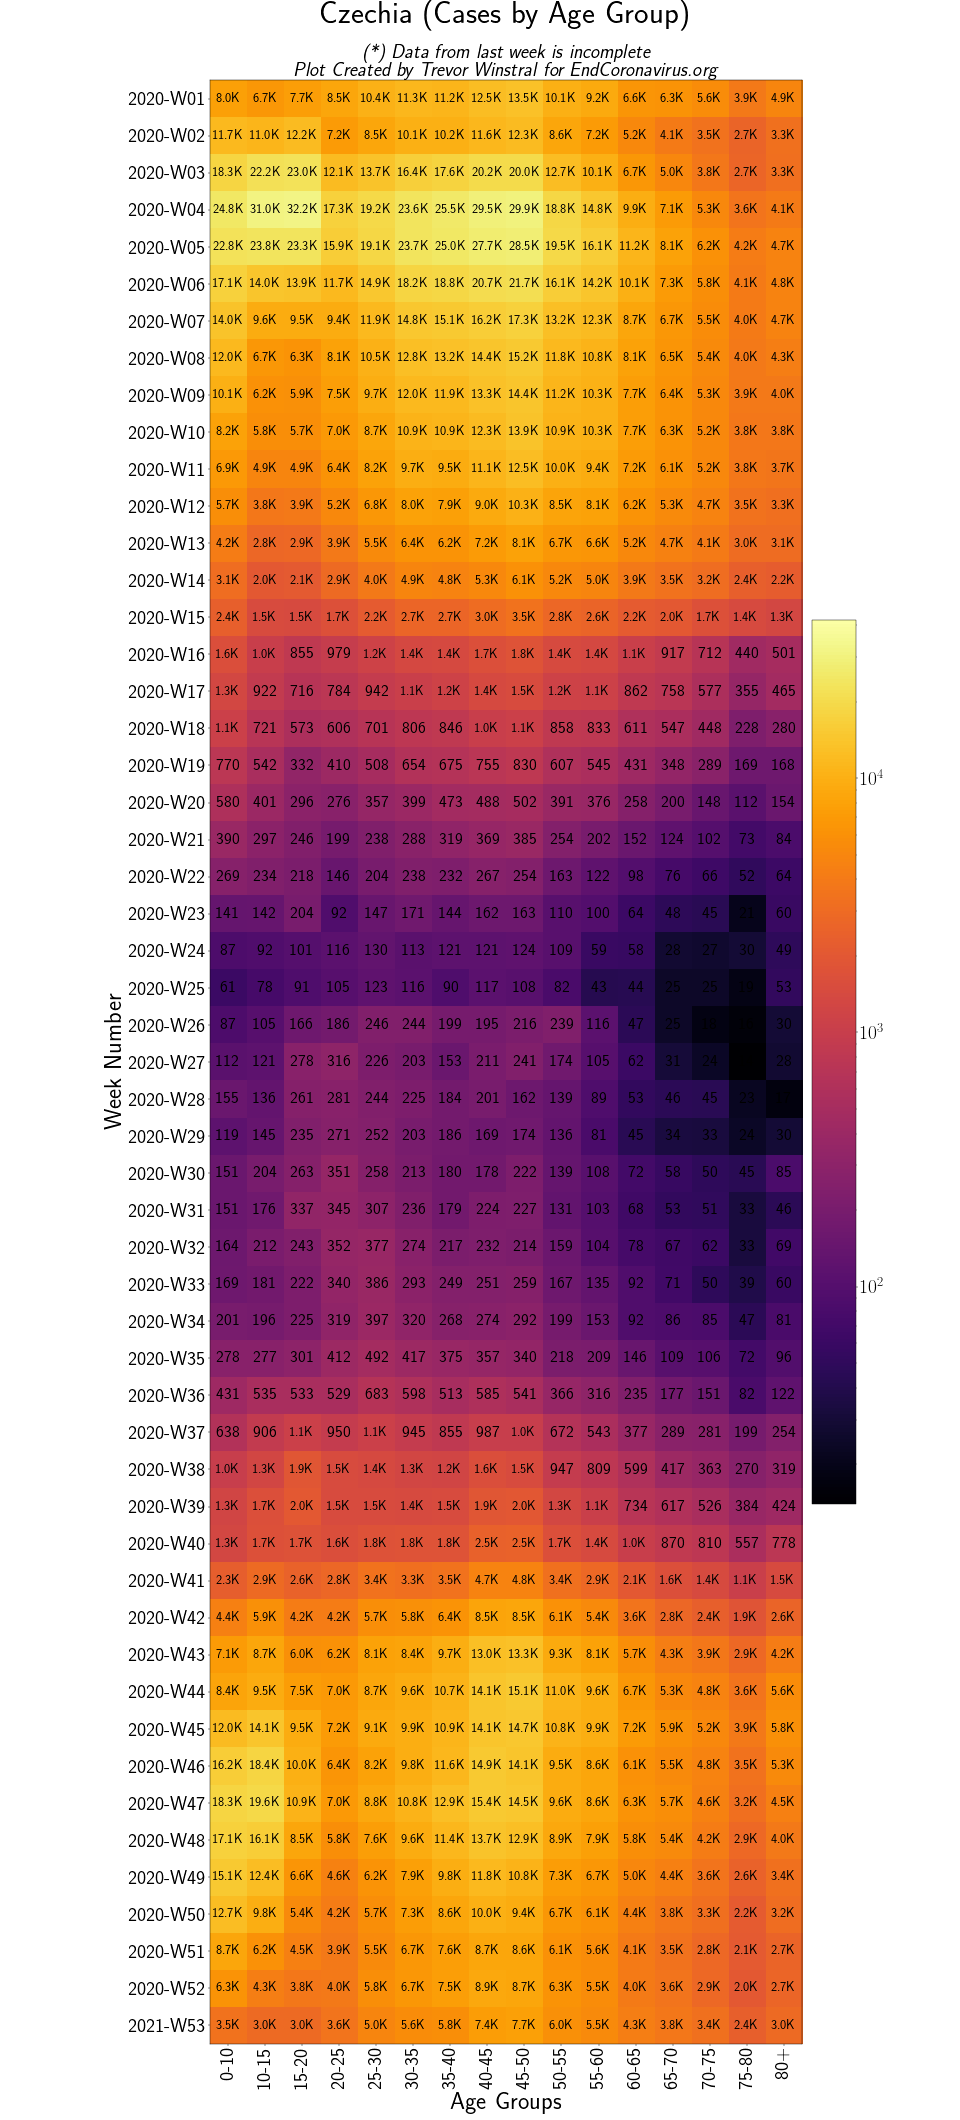 Czechia (Cases by Age Group)
(*) Data from last week is incomplete
Plot Created by Trevor Winstral for EndCoronavirus.org
2020-W01 8.0K 6.7K 7.7K 8.5K 10.4K 11.3K 11.2K 12.5K 13.5K 10.1K 9.2K 6.6K 6.3K 5.6K 3.9K 4.9K
2020-W02 11.7K 11.0K 12.2K 7.2K 8.5K 10.1K 10.2K 11.6K 12.3K 8.6K 7.2K 5.2K 4.1K 3.5K 2.7K 3.3K
2020-W03 18.3K 22.2K 23.0K 12.1K 13.7K 16.4K 17.6K 20.2K 20.0K 12.7K 10.1K 6.7K 5.0K 3.8K 2.7K 3.3K
2020-W04 24.8K 31.0K 32.2K 17.3K 19.2K 23.6K 25.5K 29.5K 29.9K 18.8K 14.8K 9.9K 7.1K 5.3K 3.6K 4.1K
2020-W05 22.8K 23.8K 23.3K 15.9K 19.1K 23.7K 25.0K 27.7K 28.5K 19.5K 16.1K 11.2K 8.1K 6.2K 4.2K 4.7K
2020-W06 17.1K 14.0K 13.9K 11.7K 14.9K 18.2K 18.8K 20.7K 21.7K 16.1K 14.2K 10.1K 7.3K 5.8K 4.1K 4.8K
2020-W07 14.0K 9.6K 9.5K 9.4K 11.9K 14.8K 15.1K 16.2K 17.3K 13.2K 12.3K 8.7K 6.7K 5.5K 4.0K 4.7K
2020-W08 12.0K 6.7K 6.3K 8.1K 10.5K 12.8K 13.2K 14.4K 15.2K 11.8K 10.8K 8.1K 6.5K 5.4K 4.0K 4.3K
2020-W09 10.1K 6.2K 5.9K 7.5K 9.7K 12.0K 11.9K 13.3K 14.4K 11.2K 10.3K 7.7K 6.4K 5.3K 3.9K 4.0K
2020-W10 8.2K 5.8K 5.7K 7.0K 8.7K 10.9K 10.9K 12.3K 13.9K 10.9K 10.3K 7.7K 6.3K 5.2K 3.8K 3.8K
2020-W11 6.9K 4.9K 4.9K 6.4K 8.2K 9.7K 9.5K 11.1K 12.5K 10.0K 9.4K 7.2K 6.1K 5.2K 3.8K 3.7K
2020-W12 5.7K 3.8K 3.9K 5.2K 6.8K 8.0K 7.9K 9.0K 10.3K 8.5K 8.1K 6.2K 5.3K 4.7K 3.5K 3.3K
2020-W13 4.2K 2.8K 2.9K 3.9K 5.5K 6.4K 6.2K 7.2K 8.1K 6.7K 6.6K 5.2K 4.7K 4.1K 3.0K 3.1K
2020-W14 3.1K 2.0K 2.1K 2.9K 4.0K 4.9K 4.8K 5.3K 6.1K 5.2K 5.0K 3.9K 3.5K 3.2K 2.4K 2.2K
2020-W15 2.4K 1.5K 1.5K 1.7K 2.2K 2.7K 2.7K 3.0K 3.5K 2.8K 2.6K 2.2K 2.0K 1.7K 1.4K 1.3K
2020-W16 1.6K 1.0K 855 979 1.2K 1.4K 1.4K 1.7K 1.8K 1.4K 1.4K 1.1K 917 712 440 501
2020-W17 1.3K 922 716 784 942 1.1K 1.2K 1.4K 1.5K 1.2K 1.1K 862 758 577 355 465
2020-W18 1.1K 721 573 606 701 806 846 1.0K 1.1K 858 833 611 547 448 228 280
2020-W19 770 542 332 410 508 654 675 755 830 607 545 431 348 289 169 168
2020-W20 580 401 296 276 357 399 473 488 502 391 376 258 200 148 112 154
2020-W21 390 297 246 199 238 288 319 369 385 254 202 152 124 102 73 84
2020-W22 269 234 218 146 204 238 232 267 254 163 122 98 76 66 52 64
2020-W23 141 142 204 92 147 171 144 162 163 110 100 64 48 45 21 60
2020-W24 87 92 101 116 130 113 121 121 124 109 59 58 28 27 30 49
2020-W25 61 78 91 105 123 116 90 117 108 82 43 44 25 25 53
2020-W26 87 105 166 186 246 244 199 195 216 239 116 47 25 30
2020-W27 112 121 278 316 226 203 153 211 241 174 105 62 31 24 28
2020-W28 155 136 261 281 244 225 184 201 162 139 89 53 46 45 23
2020-W29 119 145 235 271 252 203 186 169 174 136 81 45 34 33 24 30
2020-W30 151 204 263 351 258 213 180 178 222 139 108 72 58 50 45 85
2020-W31 151 176 337 345 307 236 179 224 227 131 103 68 53 51 33 46
2020-W32 164 212 243 352 377 274 217 232 214 159 104 78 67 62 33 69
2020-W33 169 181 222 340 386 293 249 251 259 167 135 92 71 50 39 60
2020-W34 201 196 225 319 397 320 268 274 292 199 153 92 86 85 47 81
2020-W35 278 277 301 412 492 417 375 357 340 218 209 146 109 106 72 96
2020-W36 431 535 533 529 683 598 513 585 541 366 316 235 177 151 82 122
2020-W37 638 906 1.1K 950 1.1K 945 855 987 1.0K 672 543 377 289 281 199 254
2020-W38 1.0K 1.3K 1.9K 1.5K 1.4K 1.3K 1.2K 1.6K 1.5K 947 809 599 417 363 270 319
2020-W39 1.3K 1.7K 2.0K 1.5K 1.5K 1.4K 1.5K 1.9K 2.0K 1.3K 1.1K 734 617 526 384 424
2020-W40 1.3K 1.7K 1.7K 1.6K 1.8K 1.8K 1.8K 2.5K 2.5K 1.7K 1.4K 1.0K 870 810 557 778
2020-W41 2.3K 2.9K 2.6K 2.8K 3.4K 3.3K 3.5K 4.7K 4.8K 3.4K 2.9K 2.1K 1.6K 1.4K 1.1K 1.5K
2020-W42 4.4K 5.9K 4.2K 4.2K 5.7K 5.8K 6.4K 8.5K 8.5K 6.1K 5.4K 3.6K 2.8K 2.4K 1.9K 2.6K
2020-W43 7.1K 8.7K 6.0K 6.2K 8.1K 8.4K 9.7K 13.0K 13.3K 9.3K 8.1K 5.7K 4.3K 3.9K 2.9K 4.2K
2020-W44 8.4K 9.5K 7.5K 7.0K 8.7K 9.6K 10.7K 14.1K 15.1K 11.0K 9.6K 6.7K 5.3K 4.8K 3.6K 5.6K
2020-W45 12.0K 14.1K 9.5K 7.2K 9.1K 9.9K 10.9K 14.1K 14.7K 10.8K 9.9K 7.2K 5.9K 5.2K 3.9K 5.8K
2020-W46 16.2K 18.4K 10.0K 6.4K 8.2K 9.8K 11.6K 14.9K 14.1K 9.5K 8.6K 6.1K 5.5K 4.8K 3.5K 5.3K
2020-W47 18.3K 19.6K 10.9K 7.0K 8.8K 10.8K 12.9K 15.4K 14.5K 9.6K 8.6K 6.3K 5.7K 4.6K 3.2K 4.5K
2020-W48 17.1K 16.1K 8.5K 5.8K 7.6K 9.6K 11.4K 13.7K 12.9K 8.9K 7.9K 5.8K 5.4K 4.2K 2.9K 4.0K
2020-W49 15.1K 12.4K 6.6K 4.6K 6.2K 7.9K 9.8K 11.8K 10.8K 7.3K 6.7K 5.0K 4.4K 3.6K 2.6K 3.4K
2020-W50 12.7K 9.8K 5.4K 4.2K 5.7K 7.3K 8.6K 10.0K 9.4K 6.7K 6.1K 4.4K 3.8K 3.3K 2.2K 3.2K
2020-W51 8.7K 6.2K 4.5K 3.9K 5.5K 6.7K 7.6K 8.7K 8.6K 6.1K 5.6K 4.1K 3.5K 2.8K 2.1K 2.7K
2020-W52 6.3K 4.3K 3.8K 4.0K 5.8K 6.7K 7.5K 8.9K 8.7K 6.3K 5.5K 4.0K 3.6K 2.9K 2.0K 2.7K
2021-W53 3.5K 3.0K 3.0K 3.6K 5.0K 5.6K 5.8K 7.4K 7.7K 6.0K 5.5K 4.3K 3.8K 3.4K 2.4K 3.0K
0-10 10-15 15-20 20-25 25-30 30-35 35-40 40-45 45-50 50-55 55-60 60-65 65-70 70-75 75-80 80+
Age Groups
Week Number
10⁴
10³
10²